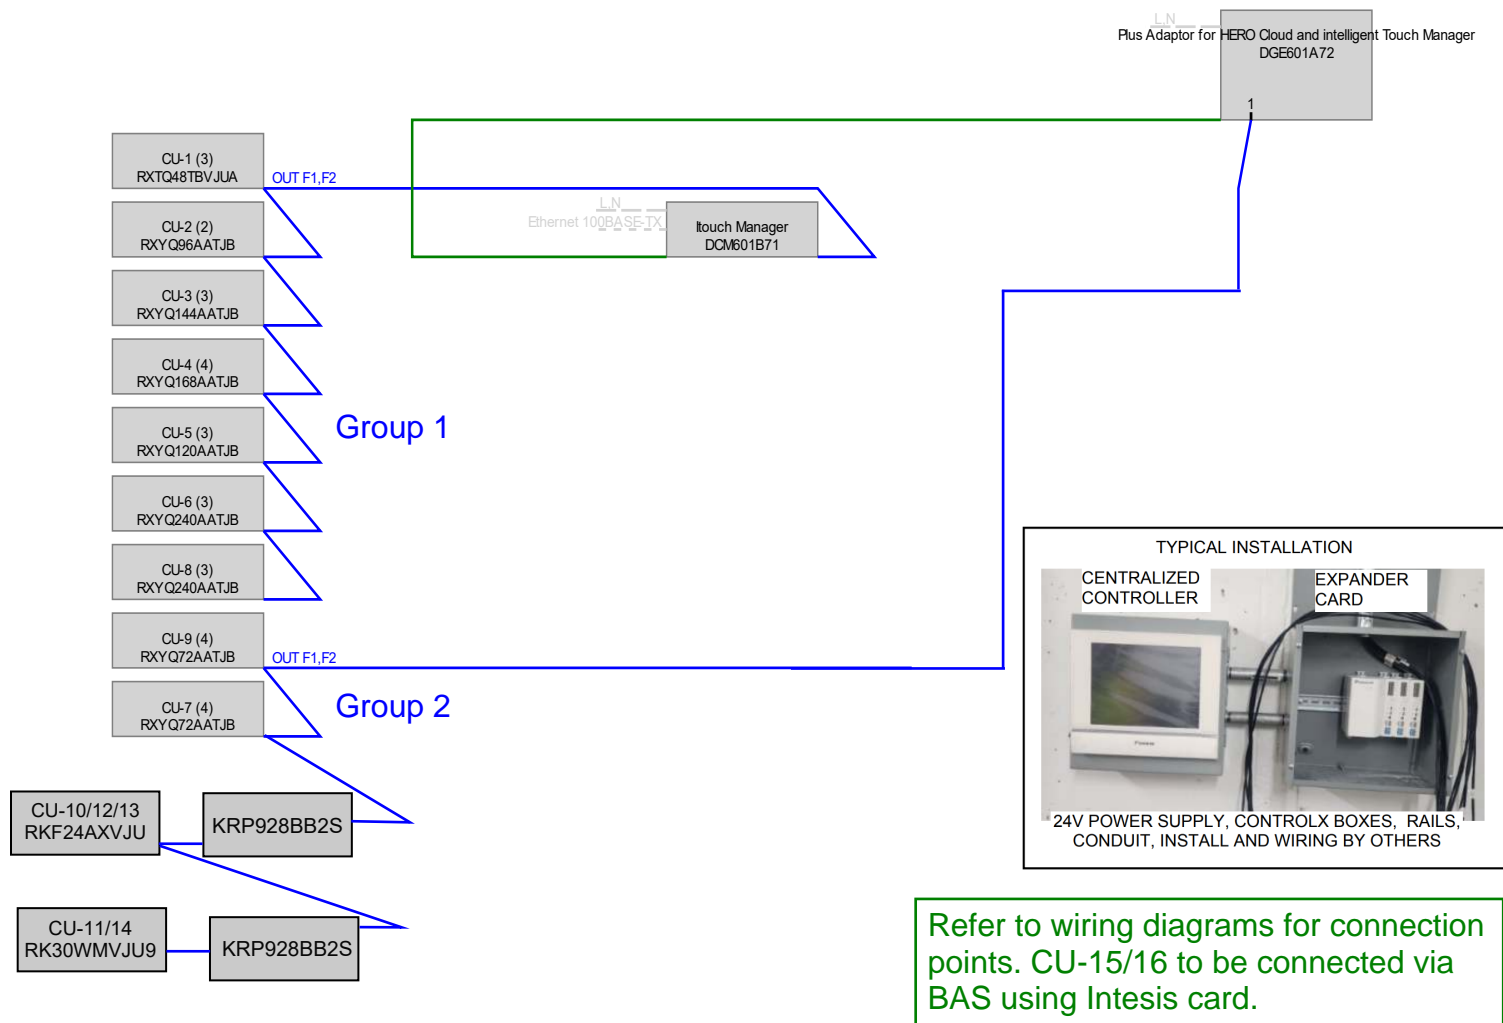 L,N
Plus Adaptor for HERO Cloud and intelligent Touch Manager
DGE601A72
1
CU-1 (3)
RXTQ48TBVJUA
OUT F1,F2
CU-2 (2)
RXYQ96AATJB
L,N
Ethernet 100BASE-TX
Itouch Manager
DCM601B71
CU-3 (3)
RXYQ144AATJB
CU-4 (4)
RXYQ168AATJB
CU-5 (3)
RXYQ120AATJB
Group 1
CU-6 (3)
RXYQ240AATJB
CU-8 (3)
RXYQ240AATJB
CU-9 (4)
RXYQ72AATJB
OUT F1,F2
CU-7 (4)
RXYQ72AATJB
Group 2
CU-10/12/13
RKF24AXVJU
KRP928BB2S
CU-11/14
RK30WMVJU9
KRP928BB2S
TYPICAL INSTALLATION
CENTRALIZED
CONTROLLER
EXPANDER
CARD
24V POWER SUPPLY, CONTROLX BOXES, RAILS,
CONDUIT, INSTALL AND WIRING BY OTHERS
Refer to wiring diagrams for connection
points. CU-15/16 to be connected via
BAS using Intesis card.